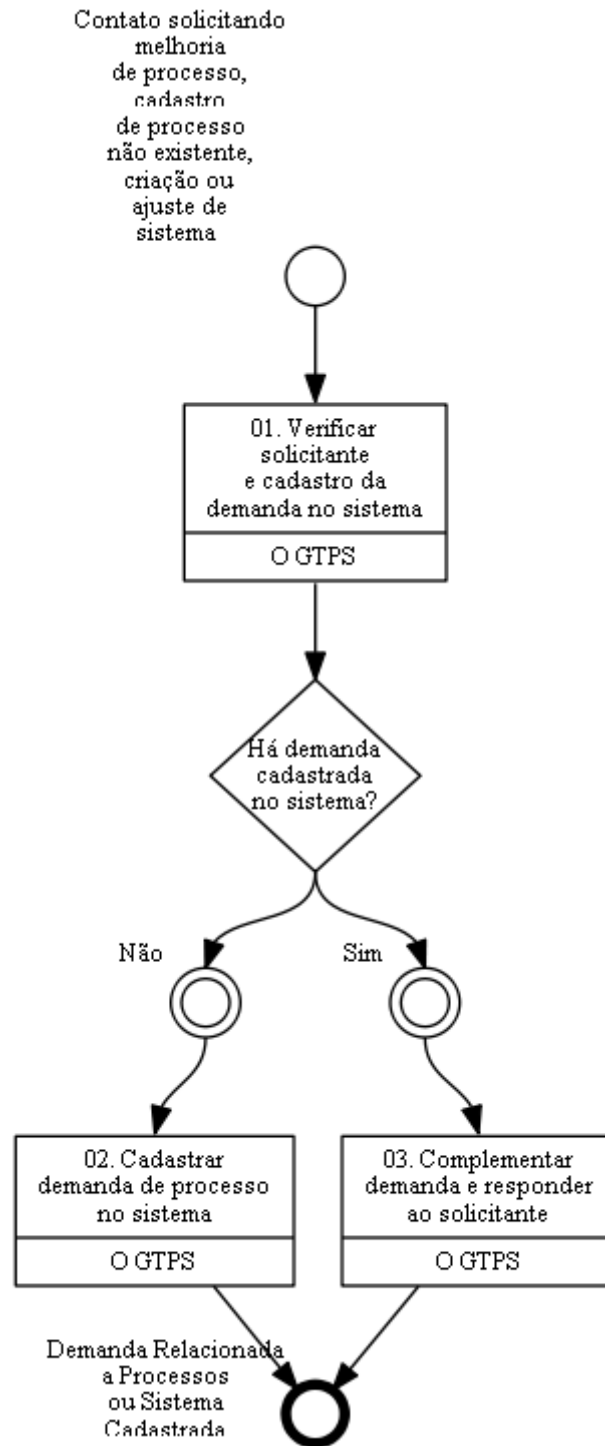 Contato solicitando
melhoria
de processo,
cadastro
de processo
não existente,
criação ou
ajuste de
sistema
01. Verificar
solicitante
e cadastro da
demanda no sistema
O GTPS
Há demanda
cadastrada
no sistema?
Não
Sim
02. Cadastrar
demanda de processo
no sistema
O GTPS
03. Complementar
demanda e responder
ao solicitante
O GTPS
Demanda Relacionada
a Processos
ou Sistema
Cadastrada